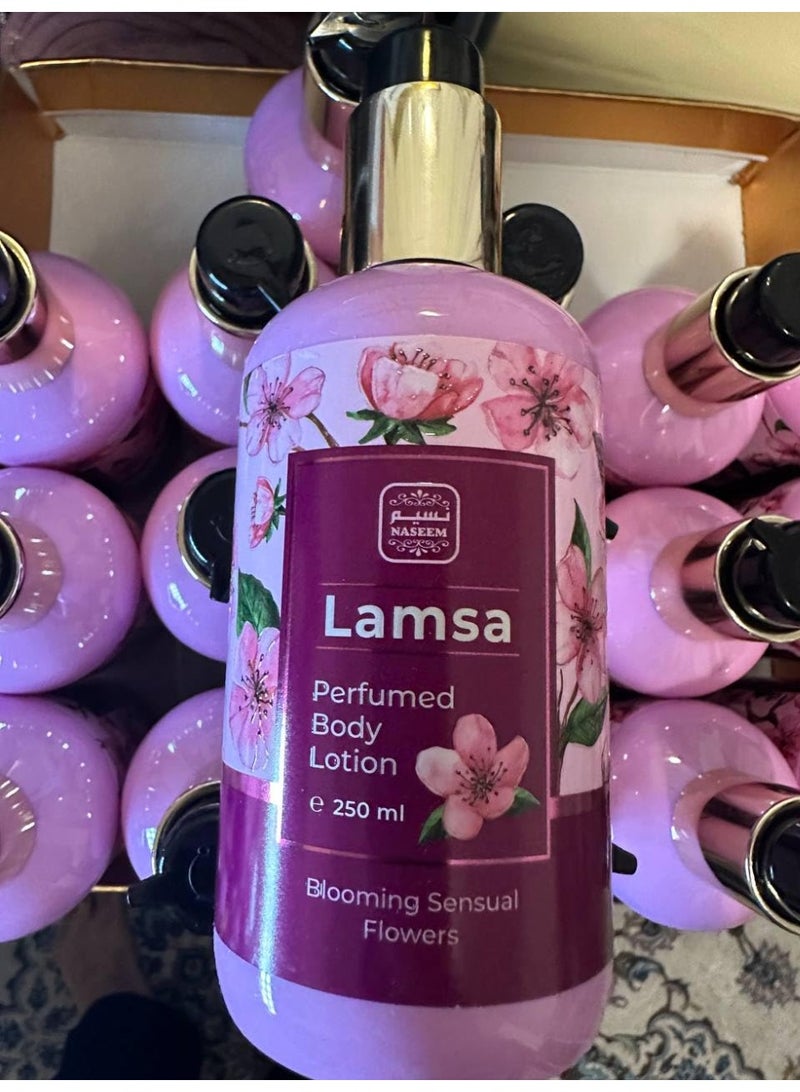 نسيم
NASEEM
Lamsa
Perfumed
Body
Lotion
℮ 250 ml
Blooming Sensual
Flowers